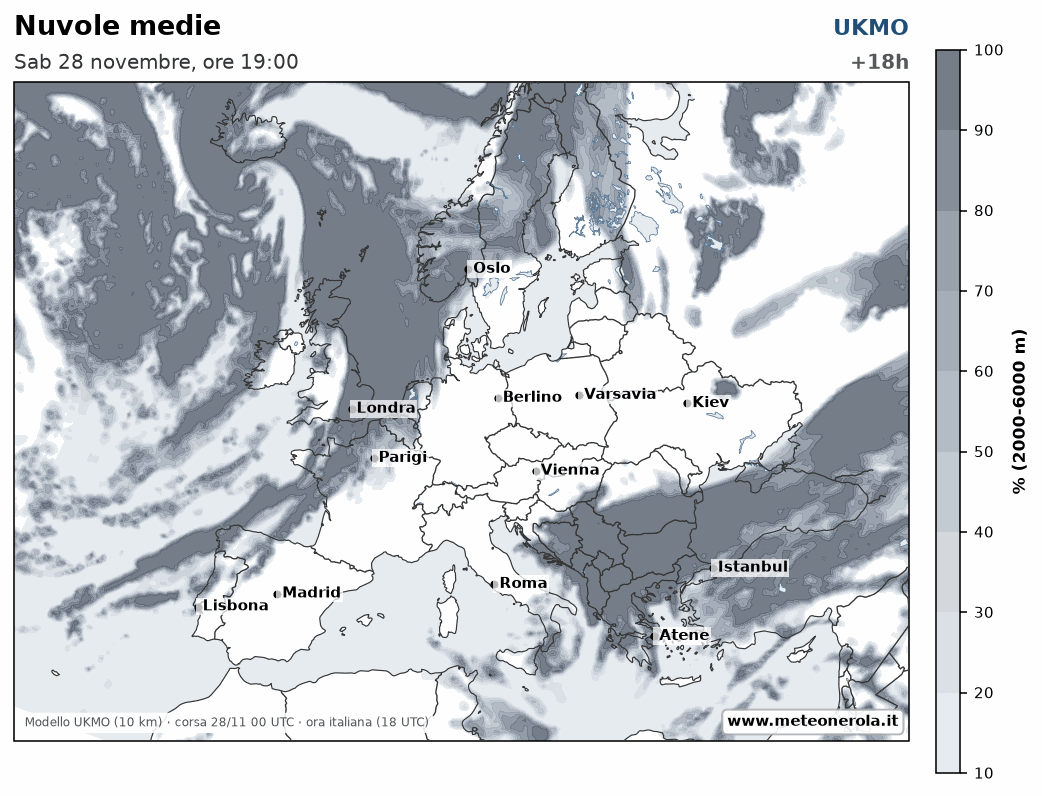 Nuvole medie
UKMO
Sab 28 novembre, ore 19:00
+18h
Oslo
Londra
Berlino
Varsavia
Kiev
Parigi
Vienna
Istanbul
Roma
Madrid
Lisbona
Atene
Modello UKMO (10 km) · corsa 28/11 00 UTC · ora italiana (18 UTC)
www.meteonerola.it
100
90
80
70
60
50
40
30
20
10
% (2000-6000 m)